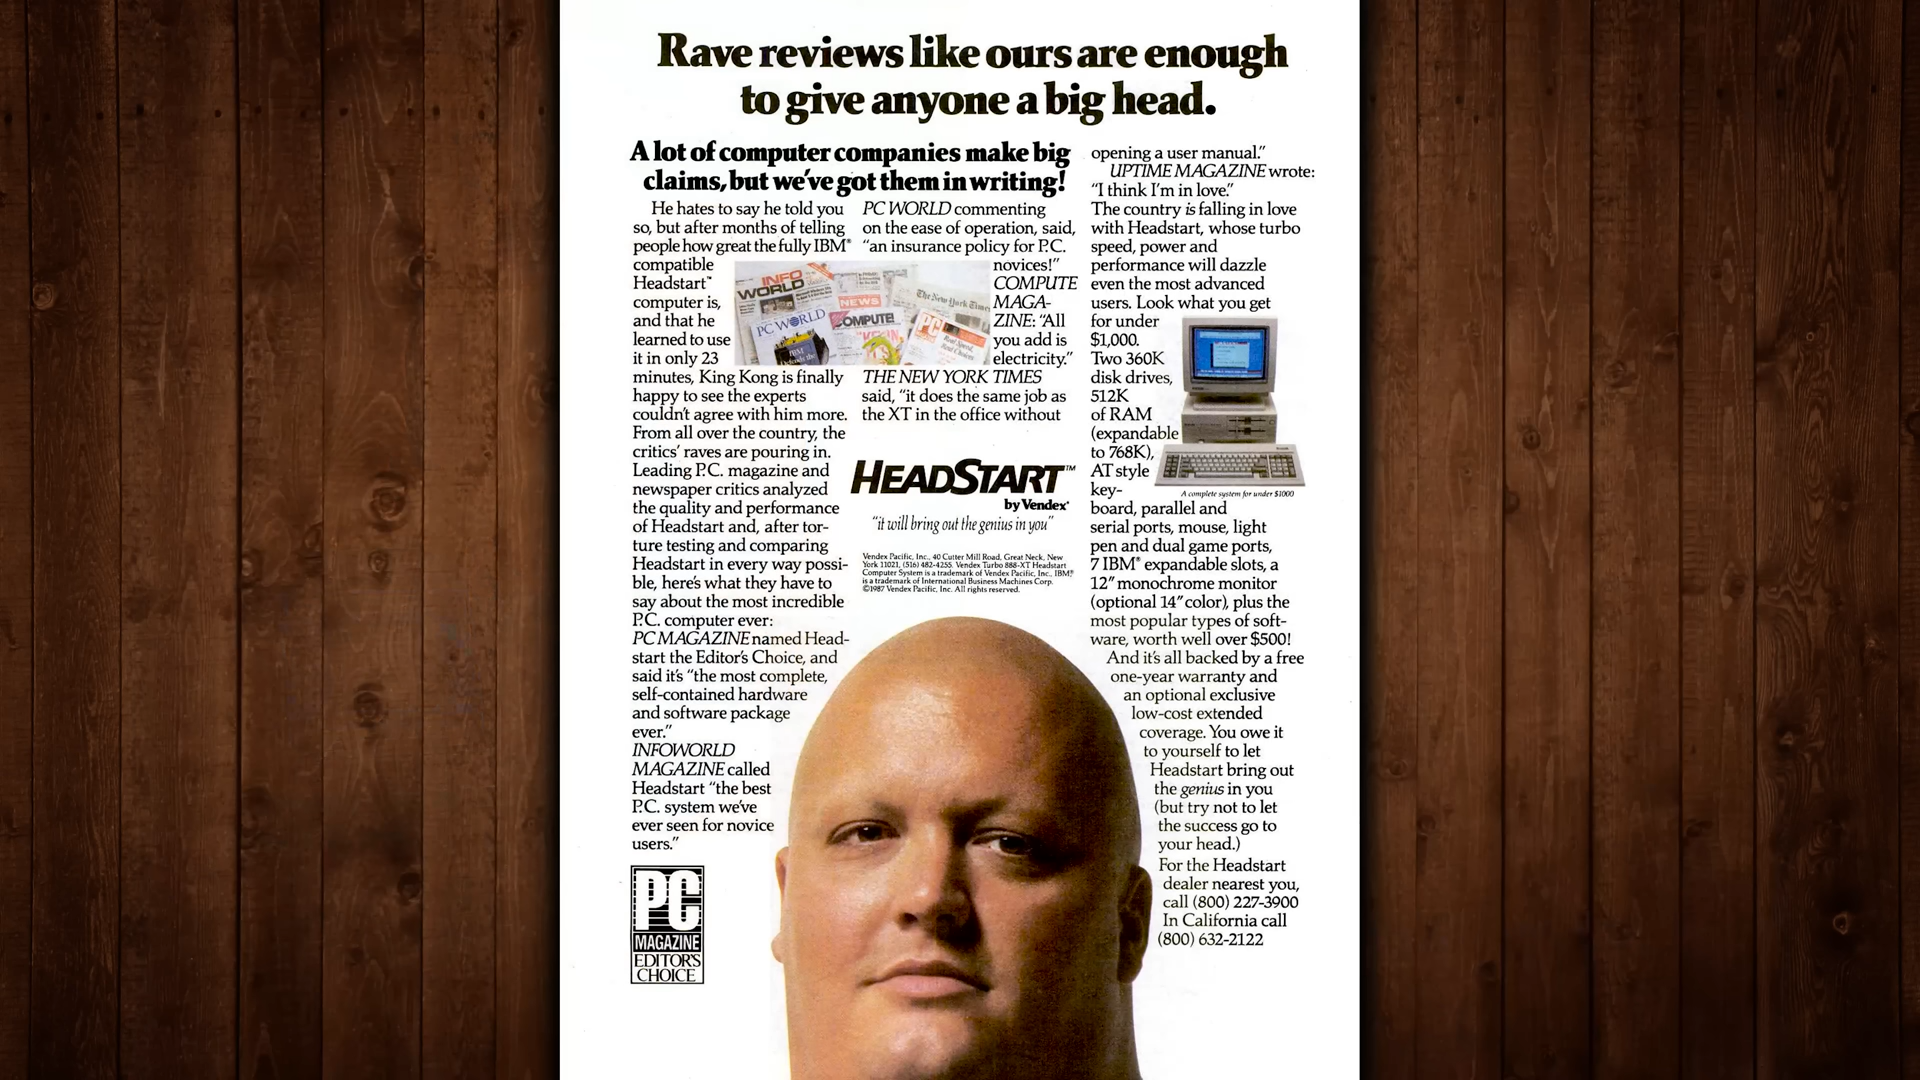 Rave reviews like ours are enough
to give anyone a big head.
A lot of computer companies make big
claims, but we've got them in writing!
He hates to say he told you
so, but after months of telling
people how great the fully IBM®
compatible
Headstart™
computer is,
and that he
learned to use
it in only 23
minutes, King Kong is finally
happy to see the experts
couldn't agree with him more.
From all over the country, the
critics' raves are pouring in.
Leading P.C. magazine and
newspaper critics analyzed
the quality and performance
of Headstart and, after tor-
ture testing and comparing
Headstart in every way possi-
ble, here's what they have to
say about the most incredible
P.C. computer ever:
PC MAGAZINE named Head-
start the Editor's Choice, and
said it's "the most complete,
self-contained hardware
and software package
ever."
INFOWORLD
MAGAZINE called
Headstart "the best
P.C. system we've
ever seen for novice
users."
PC
MAGAZINE
EDITOR'S
CHOICE
PC WORLD commenting
on the ease of operation, said,
"an insurance policy for P.C.
novices!"
COMPUTE
MAGA-
ZINE: "All
you add is
electricity."
THE NEW YORK TIMES
said, "it does the same job as
the XT in the office without
INFO
WORLD
NEWS
The New York Times
PC WORLD
COMPUTE!
PC
IBM
HEADSTART™
by Vendex®
"it will bring out the genius in you"
Vendex Pacific, Inc., 40 Cutter Mill Road, Great Neck, New
York 11021, (516) 482-4255. Vendex Turbo 888-XT Headstart
Computer System is a trademark of Vendex Pacific, Inc., IBM®
is a trademark of International Business Machines Corp.
©1987 Vendex Pacific, Inc. All rights reserved.
opening a user manual."
UPTIME MAGAZINE wrote:
"I think I'm in love."
The country is falling in love
with Headstart, whose turbo
speed, power and
performance will dazzle
even the most advanced
users. Look what you get
for under
$1,000.
Two 360K
disk drives,
512K
of RAM
(expandable
to 768K),
AT style
key-
board, parallel and
serial ports, mouse, light
pen and dual game ports,
7 IBM® expandable slots, a
12" monochrome monitor
(optional 14" color), plus the
most popular types of soft-
ware, worth well over $500!
And it's all backed by a free
one-year warranty and
an optional exclusive
low-cost extended
coverage. You owe it
to yourself to let
Headstart bring out
the genius in you
(but try not to let
the success go to
your head.)
For the Headstart
dealer nearest you,
call (800) 227-3900
In California call
(800) 632-2122
A complete system for under $1000